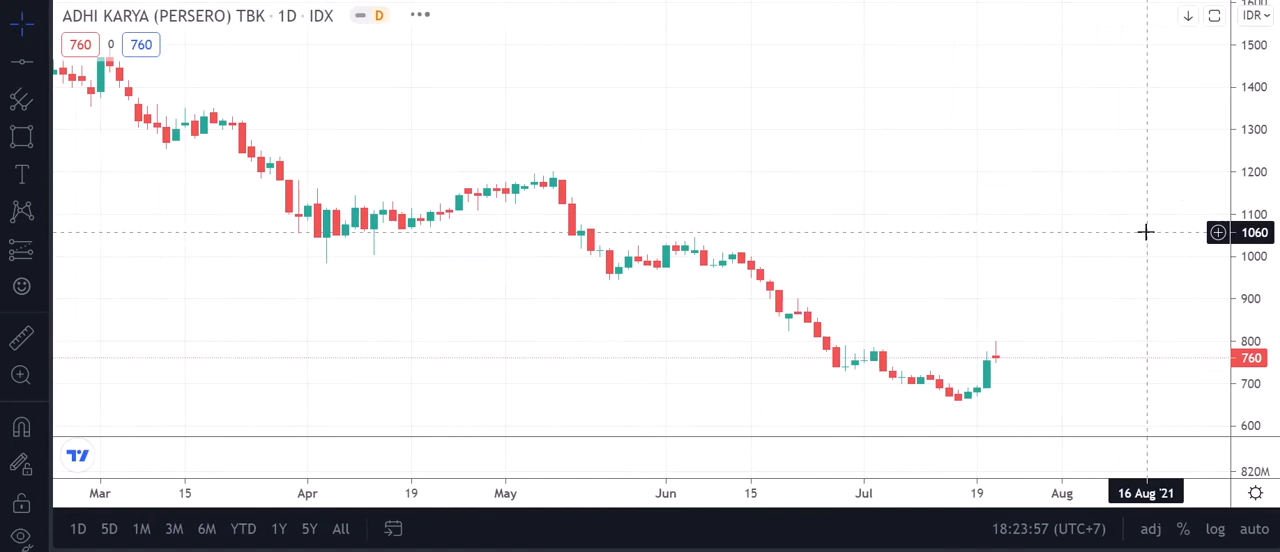 ADHI KARYA (PERSERO) TBK · 1D · IDX D
IDR
760 0 760
1600
1500
1400
1300
1200
1100
1060
1000
900
800
760
700
600
820M
Mar 15 Apr 19 May Jun 15 Jul 19 Aug 16 Aug '21
1D 5D 1M 3M 6M YTD 1Y 5Y All 18:23:57 (UTC+7) adj % log auto